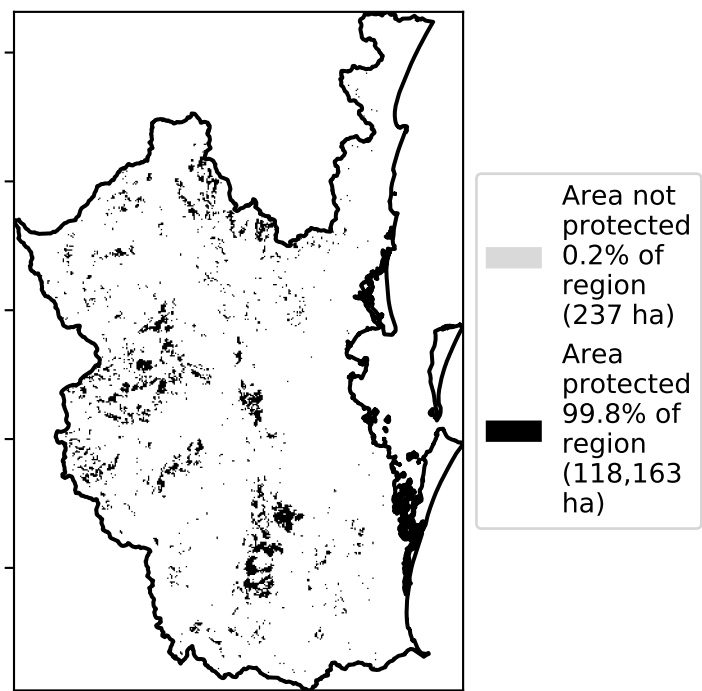 Area not
protected
0.2% of
region
(237 ha)
Area
protected
99.8% of
region
(118,163
ha)